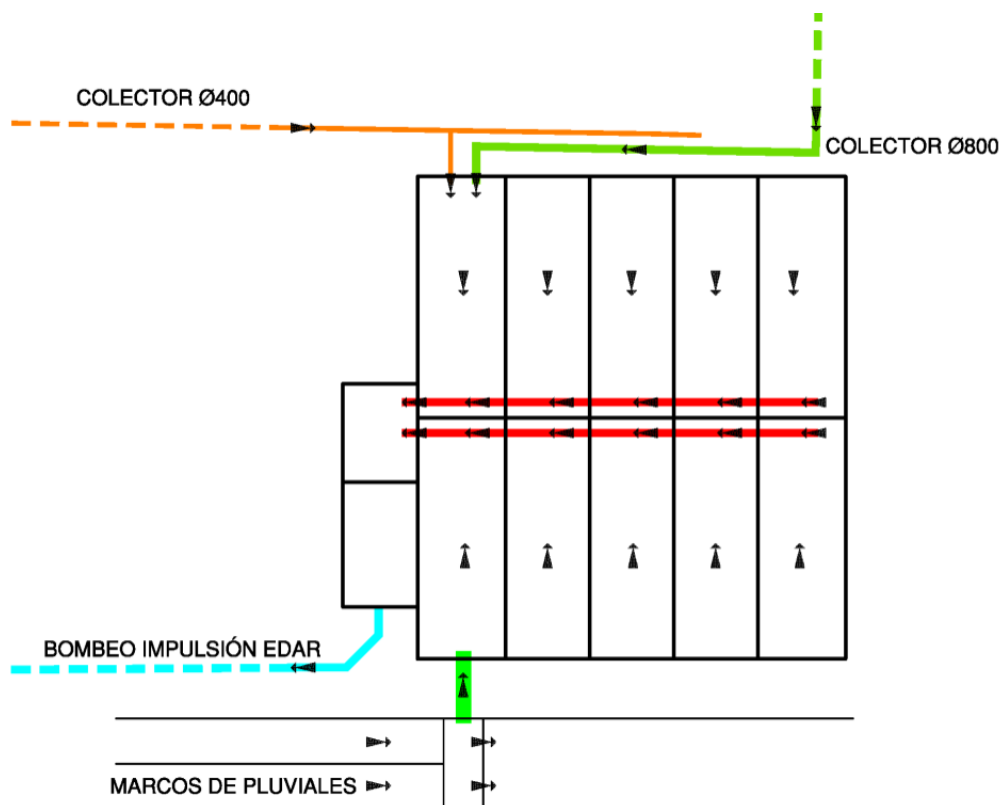 COLECTOR Ø400
COLECTOR Ø800
BOMBEO IMPULSIÓN EDAR
MARCOS DE PLUVIALES